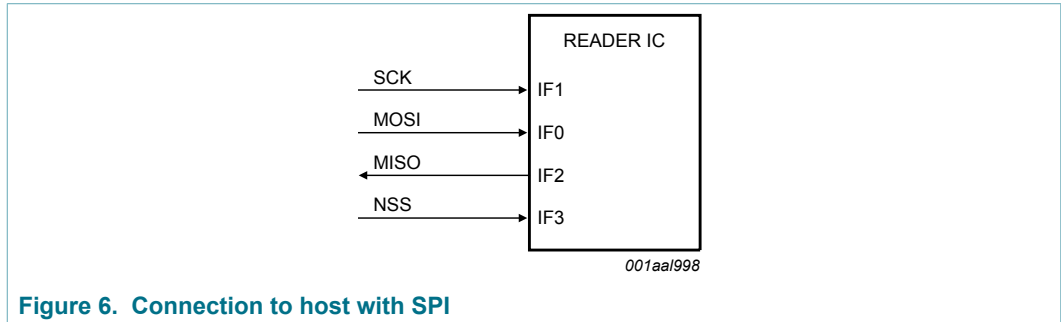 READER IC
SCK
IF1
MOSI
IF0
MISO
IF2
NSS
IF3
001aal998
Figure 6. Connection to host with SPI